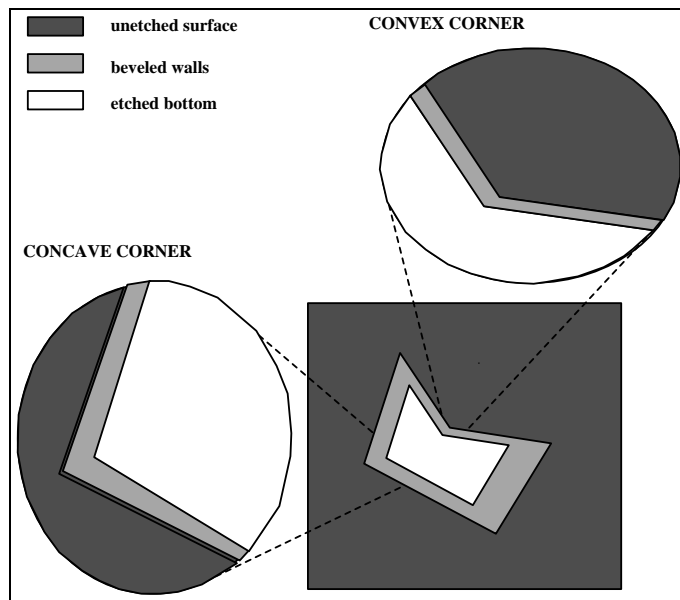 unetched surface
CONVEX CORNER
beveled walls
etched bottom
CONCAVE CORNER